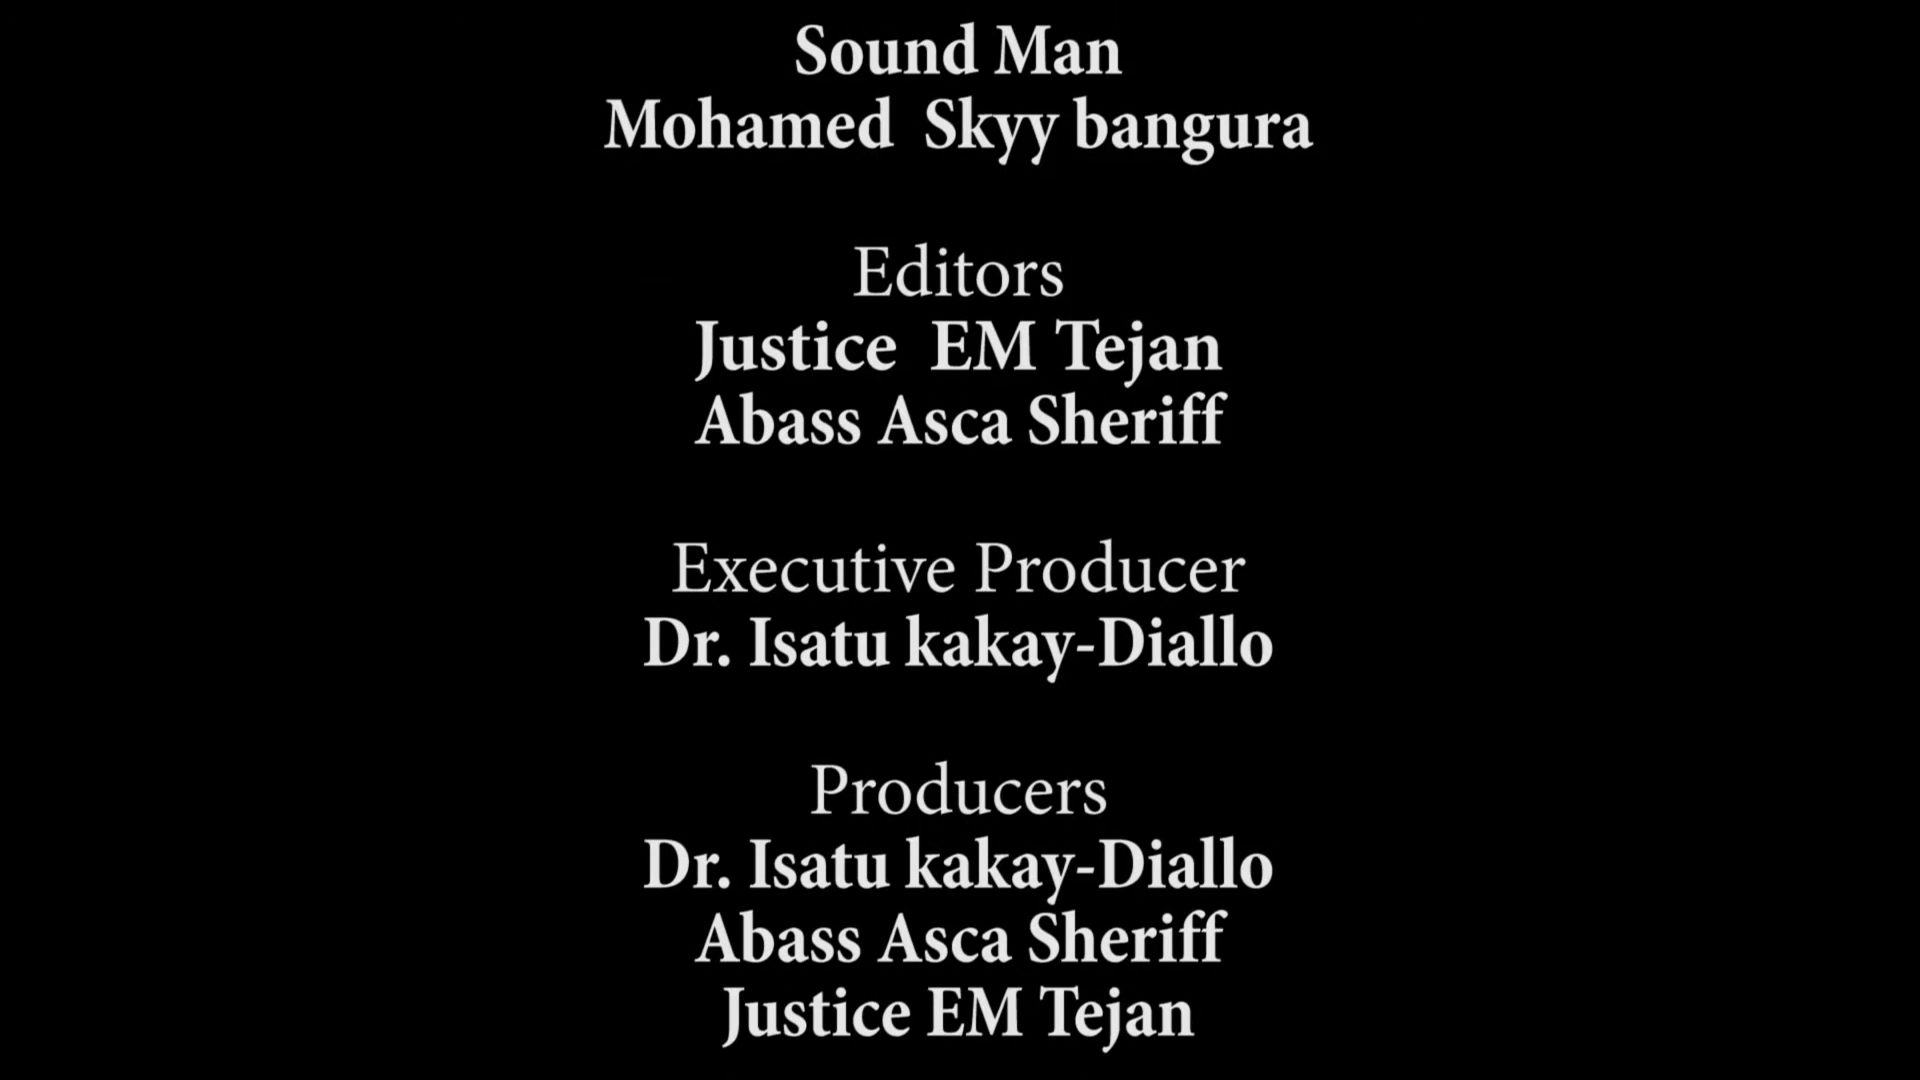 Sound Man
Mohamed  Skyy bangura
Editors
Justice  EM Tejan
Abass Asca Sheriff
Executive Producer
Dr. Isatu kakay-Diallo
Producers
Dr. Isatu kakay-Diallo
Abass Asca Sheriff
Justice EM Tejan